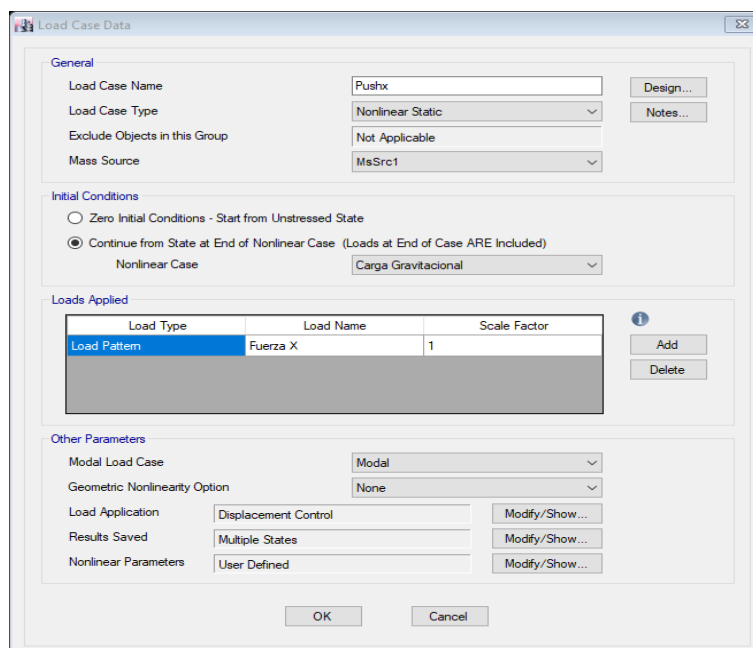 Load Case Data
General
Load Case Name Pushx Design...
Load Case Type Nonlinear Static Notes...
Exclude Objects in this Group Not Applicable
Mass Source MsSrc1
Initial Conditions
Zero Initial Conditions - Start from Unstressed State
Continue from State at End of Nonlinear Case (Loads at End of Case ARE Included)
Nonlinear Case Carga Gravitacional
Loads Applied
Load Type Load Name Scale Factor
Load Pattern Fuerza X 1
Add
Delete
Other Parameters
Modal Load Case Modal
Geometric Nonlinearity Option None
Load Application Displacement Control Modify/Show...
Results Saved Multiple States Modify/Show...
Nonlinear Parameters User Defined Modify/Show...
OK Cancel